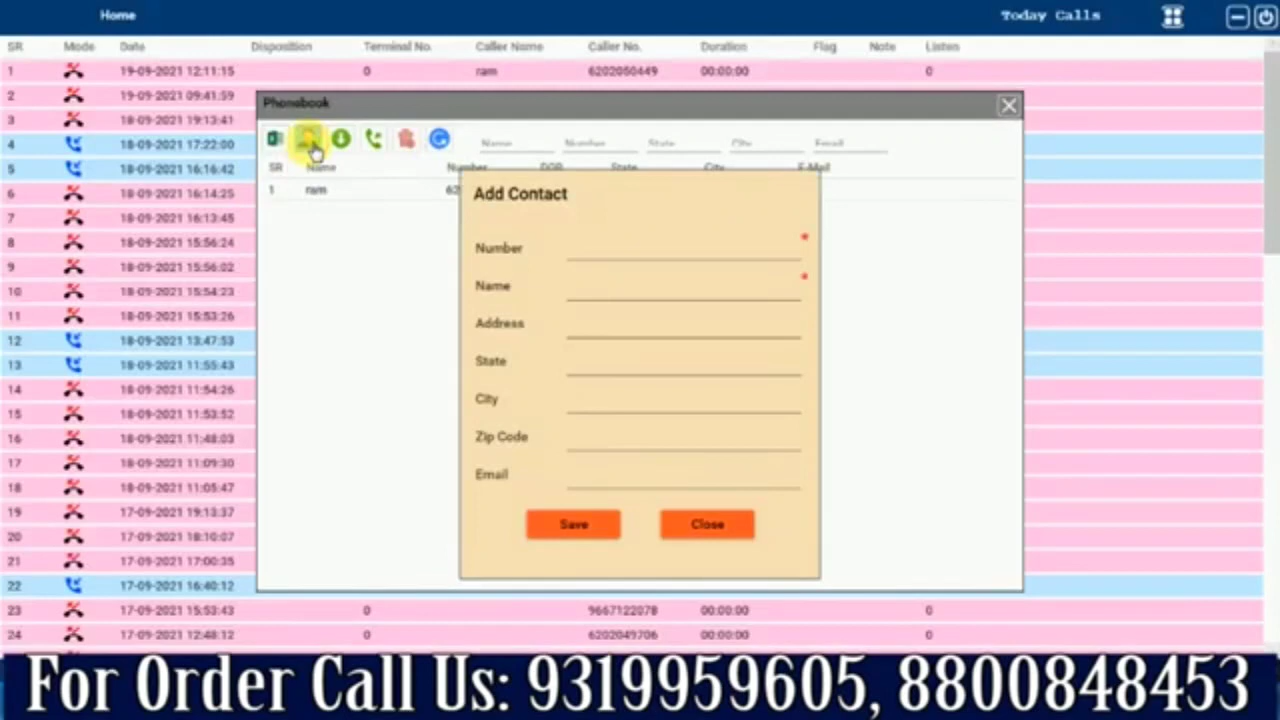 Home Today Calls
SR Mode Date Disposition Terminal No. Caller Name Caller No. Duration Flag Note Listen
1 19-09-2021 12:11:15 0 ram 6202050449 00:00:00 0
2 19-09-2021 09:41:59
Phonebook
3 18-09-2021 19:13:41
4 18-09-2021 17:22:00
Name Number State City Email
5 18-09-2021 16:16:42
SR Name Number DOB State City E-Mail
6 18-09-2021 16:14:25
1 ram 62
Add Contact
7 18-09-2021 16:13:45
8 18-09-2021 15:56:24
Number *
9 18-09-2021 15:56:02
Name *
10 18-09-2021 15:54:23
11 18-09-2021 15:53:26
Address
12 18-09-2021 13:47:53
State
13 18-09-2021 11:55:43
14 18-09-2021 11:54:26
City
15 18-09-2021 11:53:52
16 18-09-2021 11:48:03
Zip Code
17 18-09-2021 11:09:30
Email
18 18-09-2021 11:05:47
19 17-09-2021 19:13:37
Save Close
20 17-09-2021 18:10:07
21 17-09-2021 17:00:35
22 17-09-2021 16:40:12
23 17-09-2021 15:53:43 0 9667122078 00:00:00 0
24 17-09-2021 12:48:12 0 6202049706 00:00:00 0
For Order Call Us: 9319959605, 8800848453